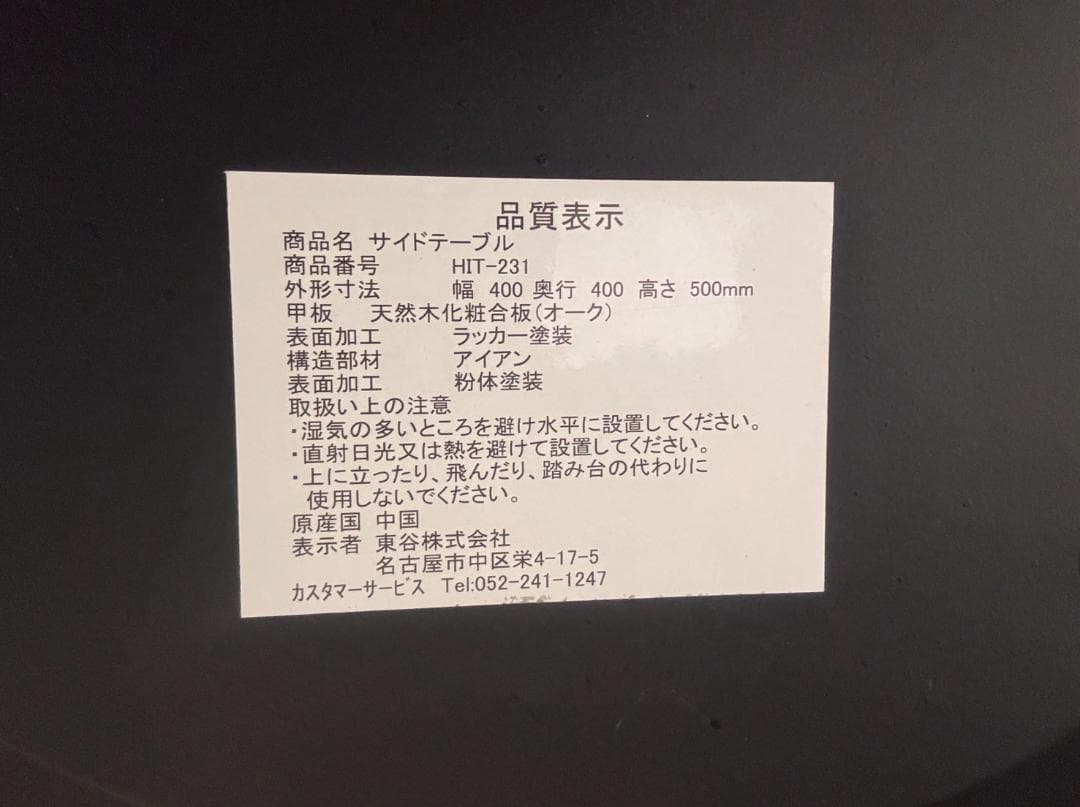 品質表示
商品名 サイドテーブル
商品番号 HIT-231
外形寸法 幅 400 奥行 400 高さ 500mm
甲板 天然木化粧合板(オーク)
表面加工 ラッカー塗装
構造部材 アイアン
表面加工 粉体塗装
取扱い上の注意
・湿気の多いところを避け水平に設置してください。
・直射日光又は熱を避けて設置してください。
・上に立ったり、飛んだり、踏み台の代わりに
使用しないでください。
原産国 中国
表示者 東谷株式会社
名古屋市中区栄4-17-5
カスタマーサービス Tel:052-241-1247